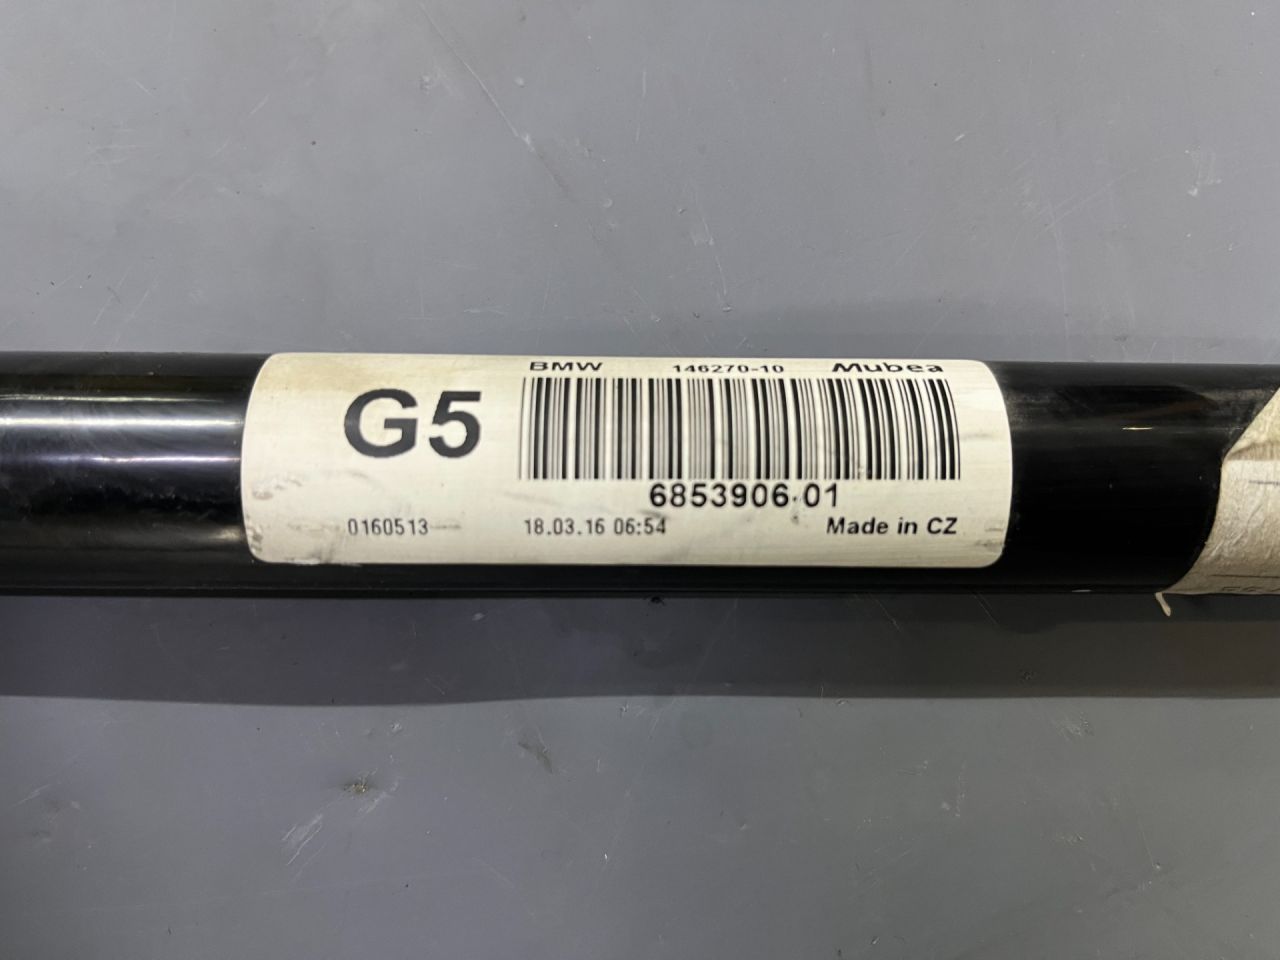 BMW 146270-10 Mubea
G5
6853906-01
0160513 18.03.16 06:54 Made in CZ